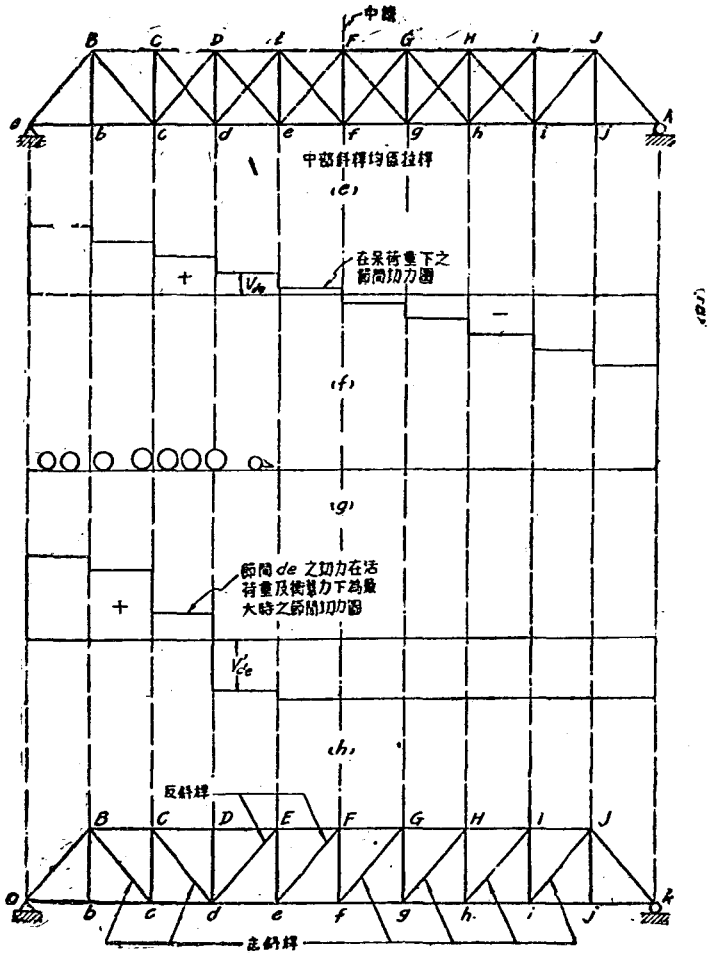 中線
B C D E F G H I J
a k
b c d e f g h i j
中部斜桿均係拉桿
(e)
在呆荷重下之
節間切力圖
+ Vde
−
(f)
(g)
節間 de 之切力在活
荷重及衝擊力下為最
大時之節間切力圖
+
V'de
(h)
反斜桿
B C D E F G H I J
a k
b c d e f g h i j
主斜桿